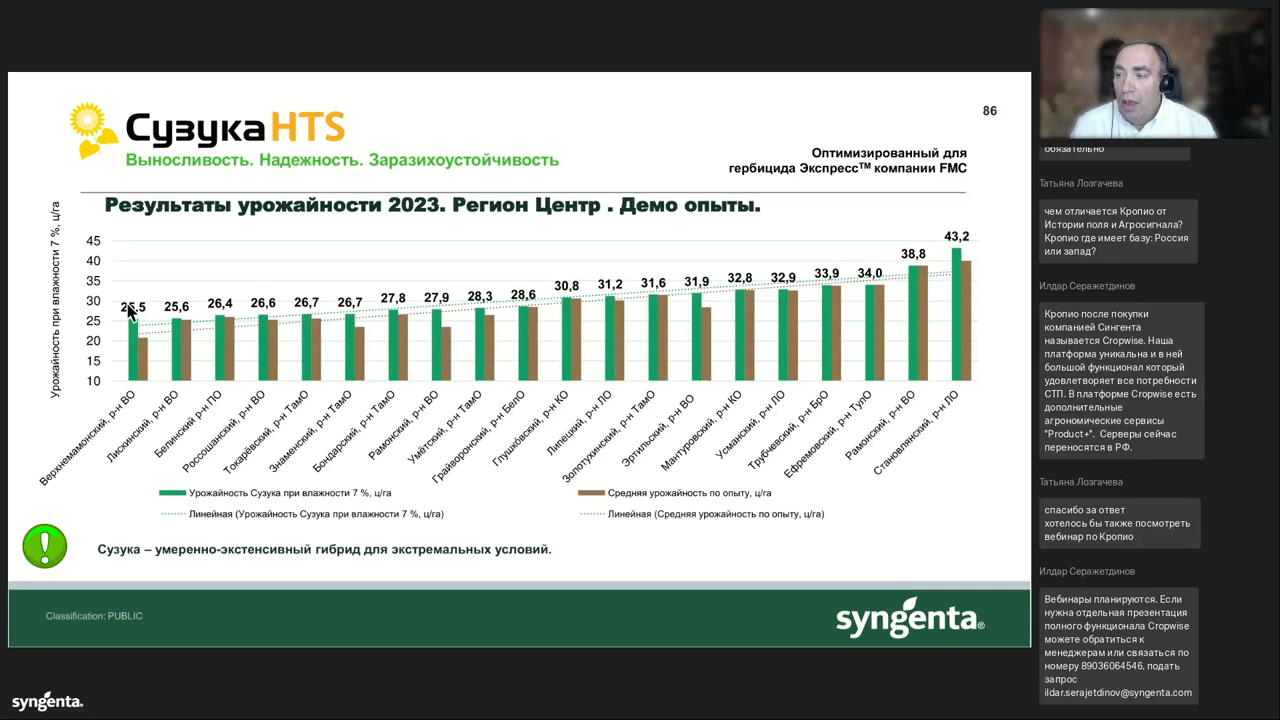 Сузука HTS
Выносливость. Надежность. Заразихоустойчивость
86
Оптимизированный для
гербицида Экспресс™ компании FMC
Результаты урожайности 2023. Регион Центр . Демо опыты.
Урожайность при влажности 7 %, ц/га
45
40
35
30
25
20
15
10
25,5
25,6
26,4
26,6
26,7
26,7
27,8
27,9
28,3
28,6
30,8
31,2
31,6
31,9
32,8
32,9
33,9
34,0
38,8
43,2
Верхнемамонский, р-н ВО
Лискинский, р-н ВО
Белинский р-н ПО
Россошанский, р-н ВО
Токарёвский, р-н ТамО
Знаменский, р-н ТамО
Бондарский, р-н ТамО
Рамонский, р-н ВО
Умётский, р-н ТамО
Грайворонский, р-н БелО
Глушковский, р-н КО
Липецкий, р-н ЛО
Золотухинский, р-н ТамО
Эртильский, р-н ВО
Мантуровский, р-н КО
Усманский, р-н ЛО
Трубчевский, р-н БрО
Ефремовский, р-н ТулО
Рамонский, р-н ВО
Становлянский, р-н ЛО
Урожайность Сузука при влажности 7 %, ц/га
Средняя урожайность по опыту, ц/га
Линейная (Урожайность Сузука при влажности 7 %, ц/га)
Линейная (Средняя урожайность по опыту, ц/га)
Сузука – умеренно-экстенсивный гибрид для экстремальных условий.
Classification: PUBLIC
syngenta®
syngenta.
обязательно
Татьяна Лозгачева
чем отличается Кропио от
Истории поля и Агросигнала?
Кропио где имеет базу: Россия
или запад?
Илдар Серажетдинов
Кропио после покупки
компанией Сингента
называется Cropwise. Наша
платформа уникальна и в ней
большой функционал который
удовлетворяет все потребности
СТП. В платформе Cropwise есть
дополнительные
агрономические сервисы
"Product+". Серверы сейчас
переносятся в РФ.
Татьяна Лозгачева
спасибо за ответ
хотелось бы также посмотреть
вебинар по Кропио
Илдар Серажетдинов
Вебинары планируются. Если
нужна отдельная презентация
полного функционала Cropwise
можете обратиться к
менеджерам или связаться по
номеру 89036064546, подать
запрос
ildar.serajetdinov@syngenta.com